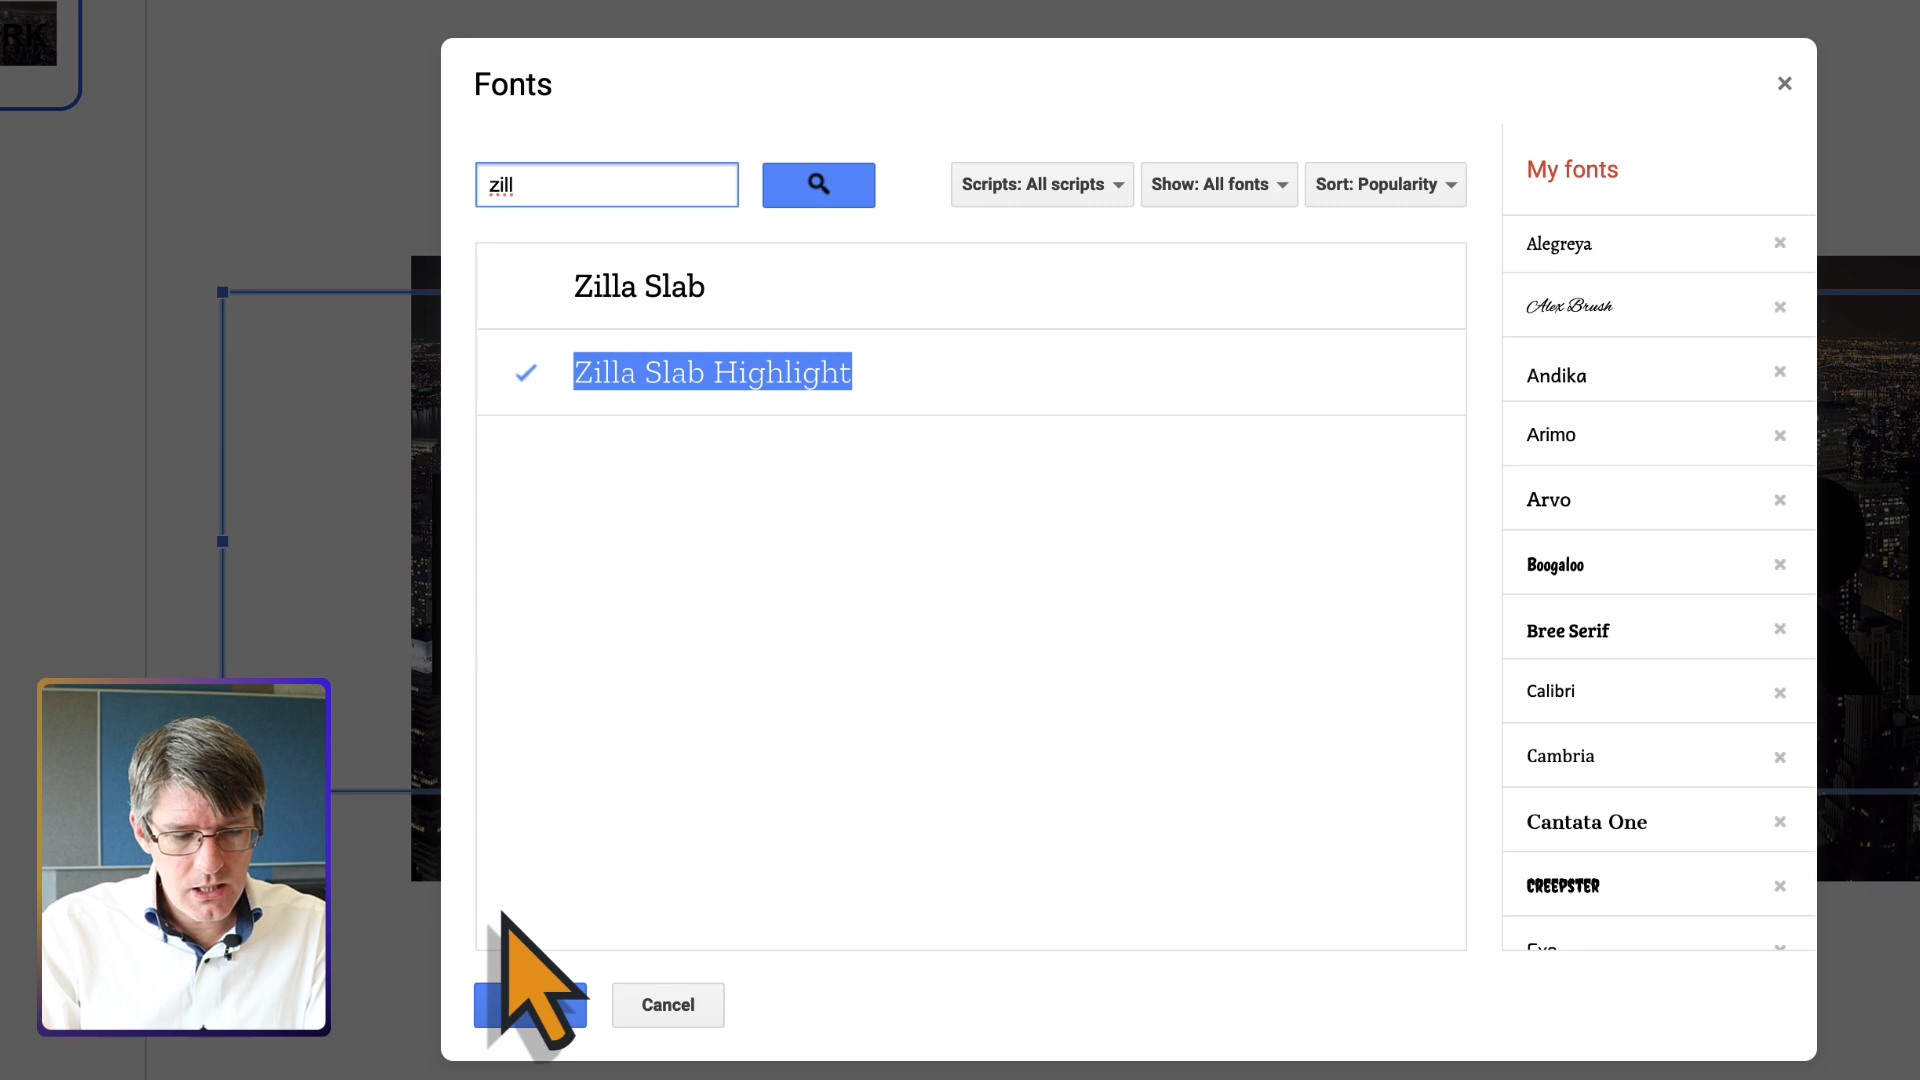 RK
Fonts
zill
Scripts: All scripts
Show: All fonts
Sort: Popularity
Zilla Slab
Zilla Slab Highlight
Cancel
My fonts
Alegreya
Alex Brush
Andika
Arimo
Arvo
Boogaloo
Bree Serif
Calibri
Cambria
Cantata One
CREEPSTER